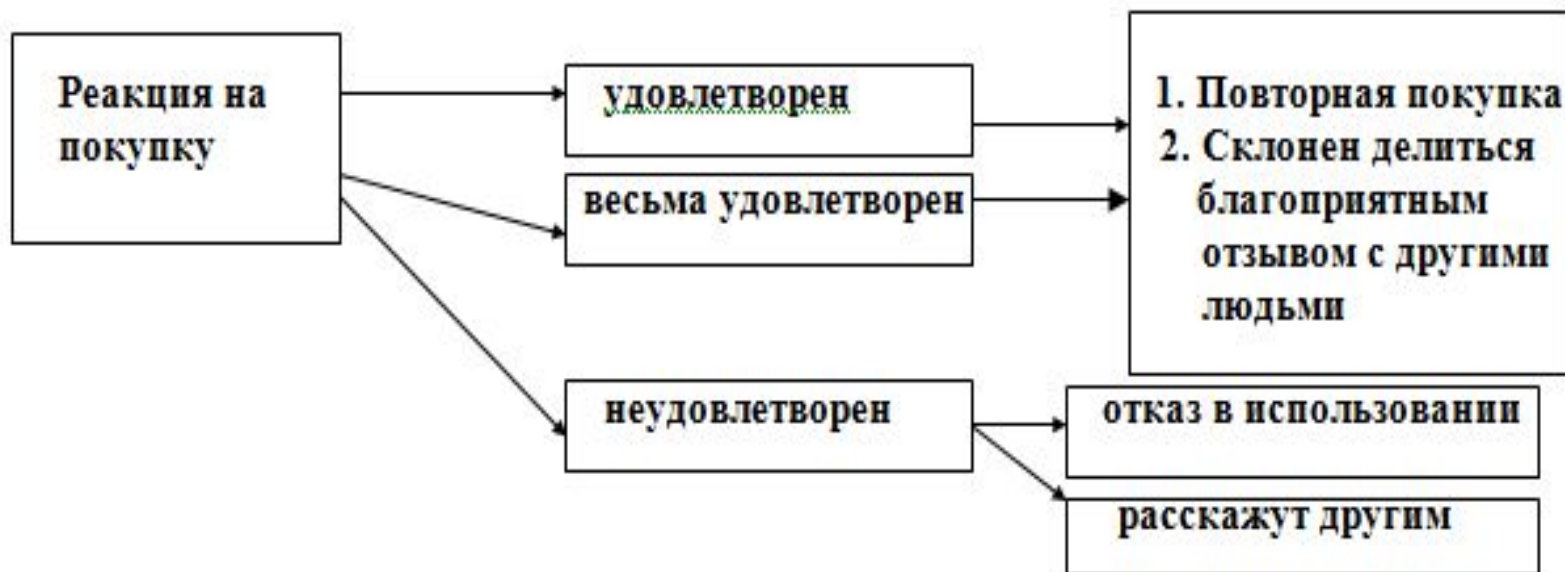 Реакция на
покупку
удовлетворен
весьма удовлетворен
неудовлетворен
1. Повторная покупка
2. Склонен делиться
благоприятным
отзывом с другими
людьми
отказ в использовании
расскажут другим